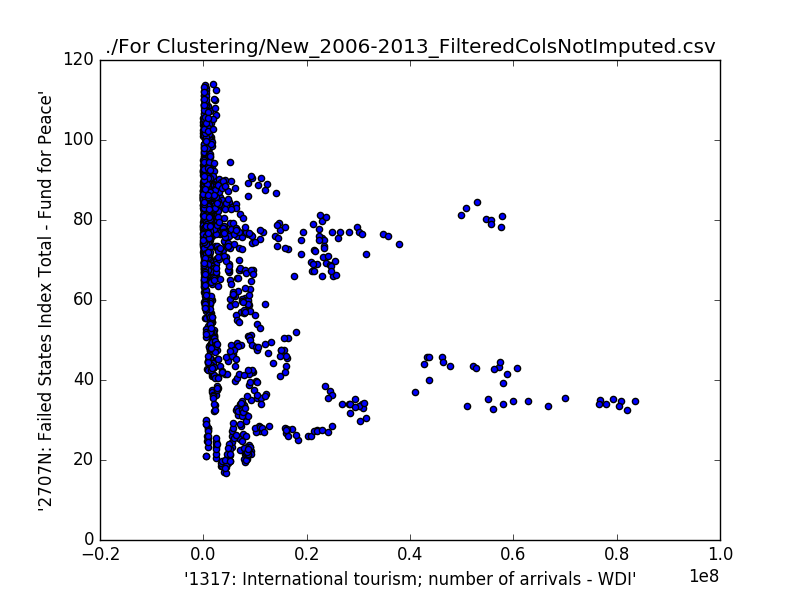 ./For Clustering/New_2006-2013_FilteredColsNotImputed.csv
'2707N: Failed States Index Total - Fund for Peace'
120
100
80
60
40
20
0
−0.2 0.0 0.2 0.4 0.6 0.8 1.0
1e8
'1317: International tourism; number of arrivals - WDI'